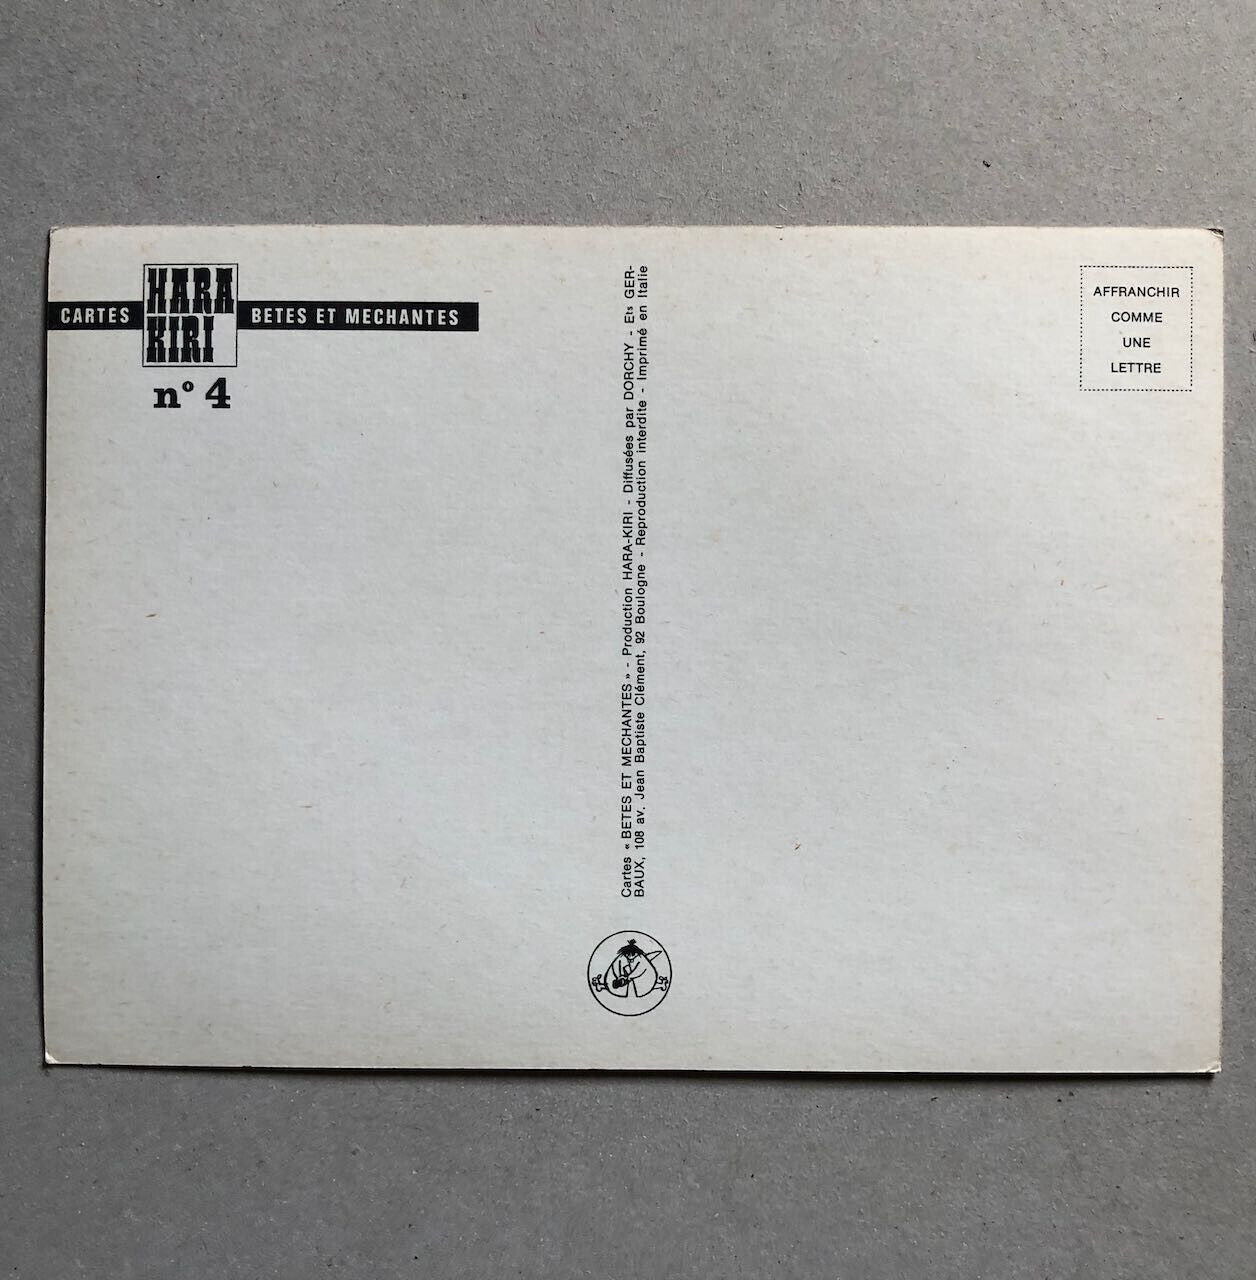 CARTES HARA KIRI BETES ET MECHANTES
nº 4
Cartes « BETES ET MECHANTES » - Production HARA-KIRI - Diffusées par DORCHY - Ets GER-
BAUX, 108 av. Jean Baptiste Clément, 92 Boulogne - Reproduction interdite - Imprimé en Italie
AFFRANCHIR
COMME
UNE
LETTRE